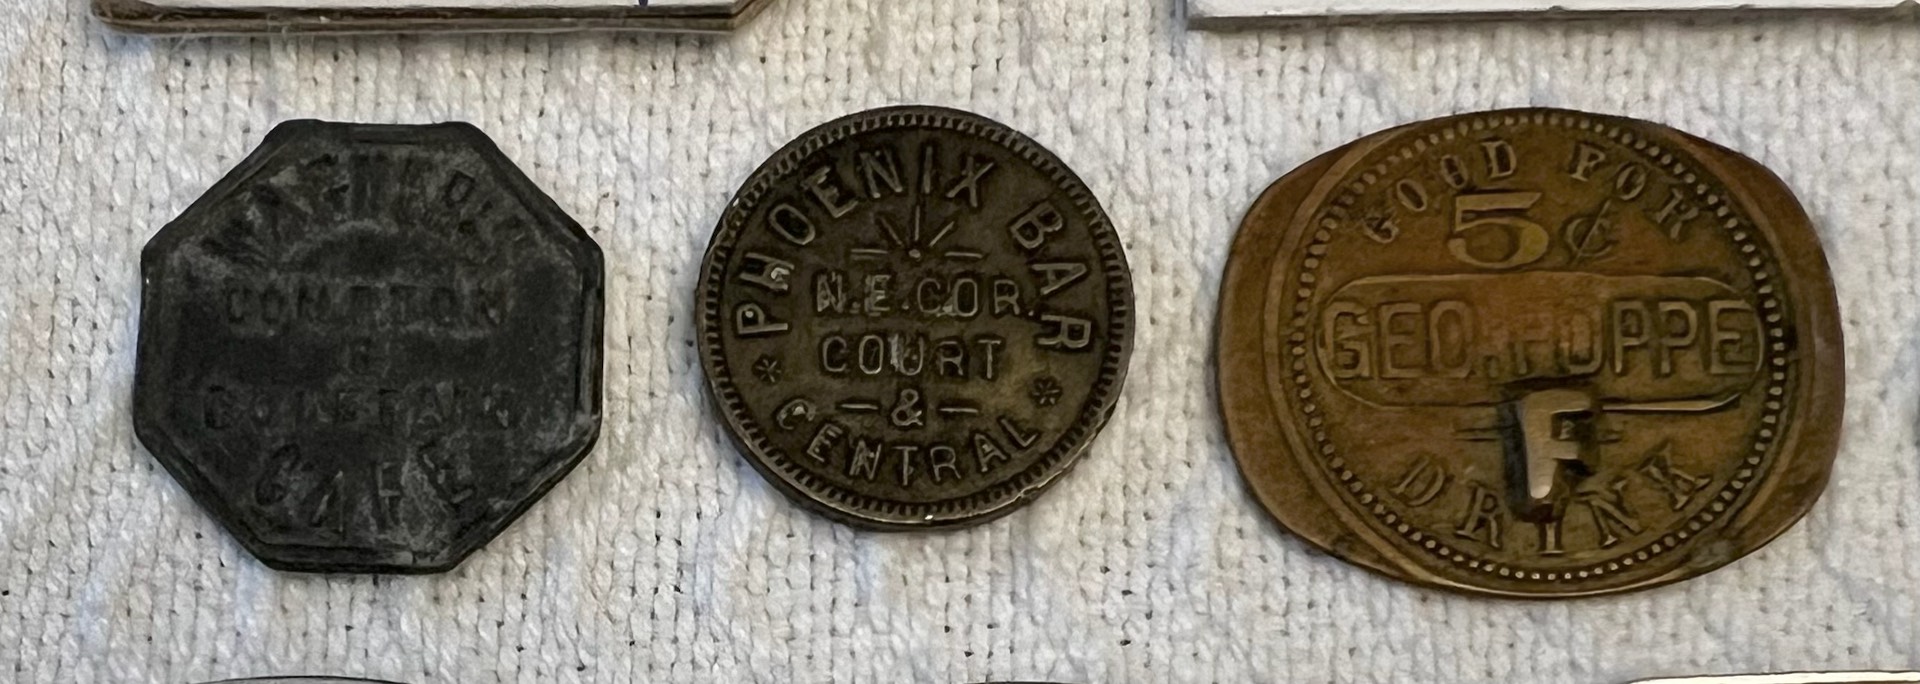 CAFE
PHOENIX BAR
N.E.COR.
COURT
&
CENTRAL
GOOD FOR
5¢
GEO. POPPE
F
DRINK